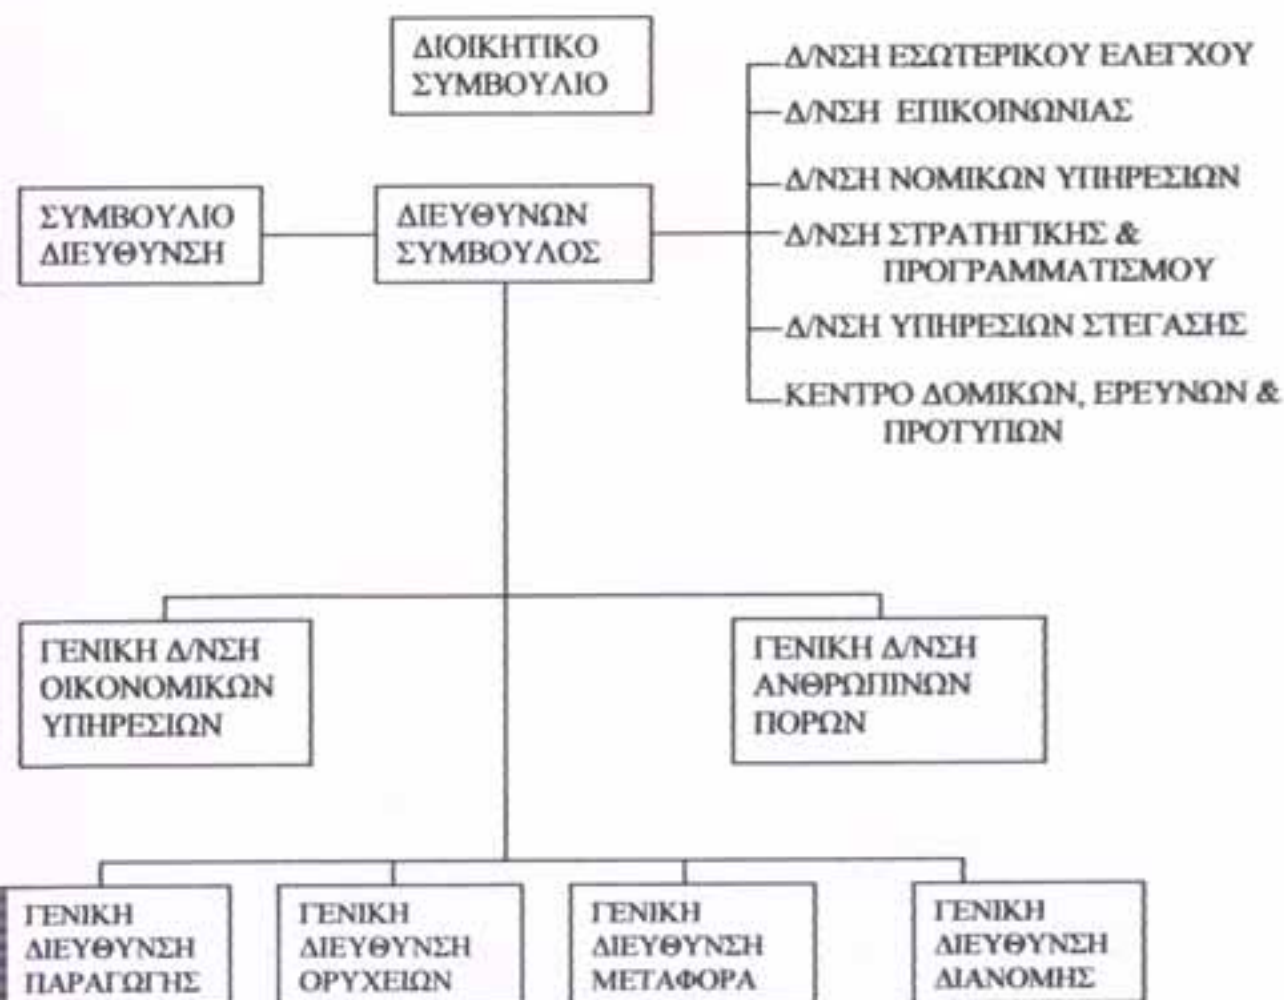 ΔΙΟΙΚΗΤΙΚΟ
ΣΥΜΒΟΥΛΙΟ
Δ/ΝΣΗ ΕΣΩΤΕΡΙΚΟΥ ΕΛΕΓΧΟΥ
Δ/ΝΣΗ ΕΠΙΚΟΙΝΩΝΙΑΣ
Δ/ΝΣΗ ΝΟΜΙΚΩΝ ΥΠΗΡΕΣΙΩΝ
Δ/ΝΣΗ ΣΤΡΑΤΗΓΙΚΗΣ &
ΠΡΟΓΡΑΜΜΑΤΙΣΜΟΥ
Δ/ΝΣΗ ΥΠΗΡΕΣΙΩΝ ΣΤΕΓΑΣΗΣ
ΚΕΝΤΡΟ ΔΟΜΙΚΩΝ, ΕΡΕΥΝΩΝ &
ΠΡΟΤΥΠΩΝ
ΣΥΜΒΟΥΛΙΟ
ΔΙΕΥΘΥΝΣΗ
ΔΙΕΥΘΥΝΩΝ
ΣΥΜΒΟΥΛΟΣ
ΓΕΝΙΚΗ Δ/ΝΣΗ
ΟΙΚΟΝΟΜΙΚΩΝ
ΥΠΗΡΕΣΙΩΝ
ΓΕΝΙΚΗ Δ/ΝΣΗ
ΑΝΘΡΩΠΙΝΩΝ
ΠΟΡΩΝ
ΓΕΝΙΚΗ
ΔΙΕΥΘΥΝΣΗ
ΠΑΡΑΓΩΓΗΣ
ΓΕΝΙΚΗ
ΔΙΕΥΘΥΝΣΗ
ΟΡΥΧΕΙΩΝ
ΓΕΝΙΚΗ
ΔΙΕΥΘΥΝΣΗ
ΜΕΤΑΦΟΡΑ
ΓΕΝΙΚΗ
ΔΙΕΥΘΥΝΣΗ
ΔΙΑΝΟΜΗΣ